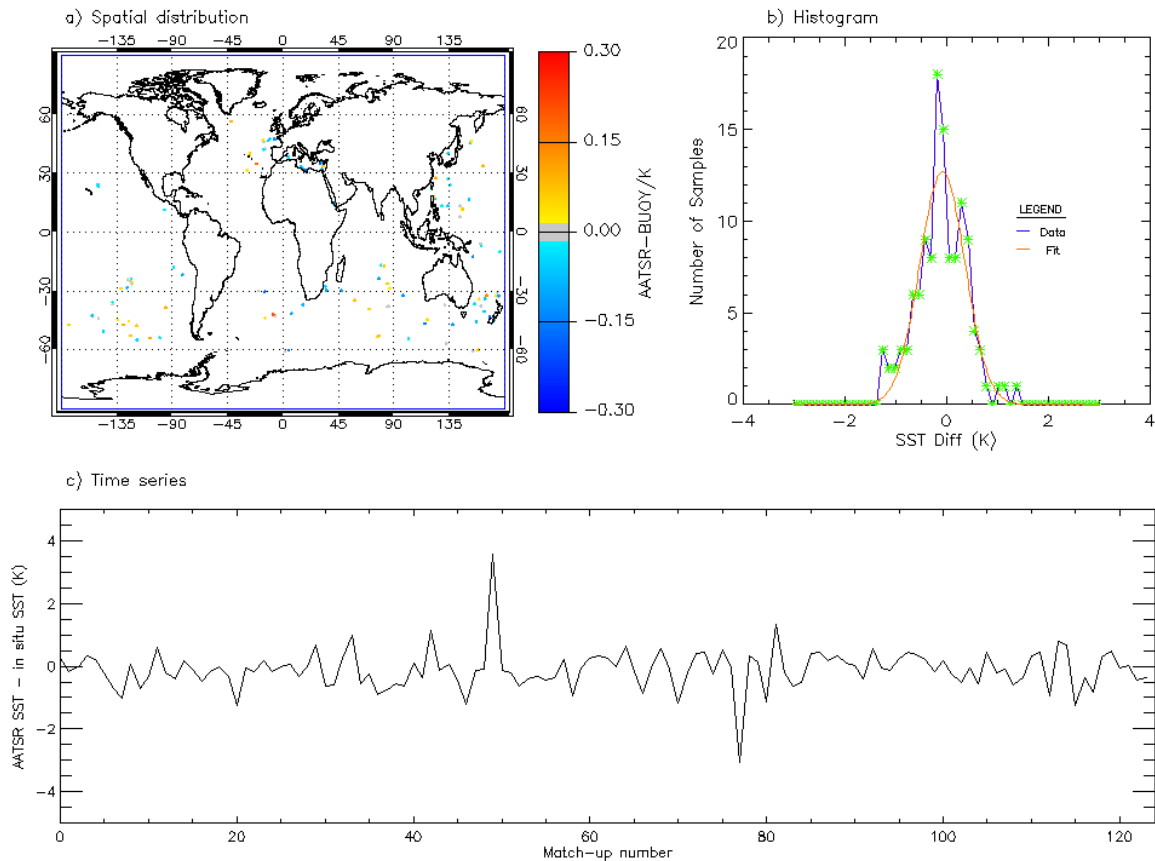 a) Spatial distribution
−135 −90 −45 0 45 90 135
60 30 0 −30 −60
60 30 0 −30 −60
−135 −90 −45 0 45 90 135
0.30
0.15
0.00
−0.15
−0.30
AATSR−BUOY/K
b) Histogram
20
15
10
5
0
Number of Samples
LEGEND
Data
Fit
−4 −2 0 2 4
SST Diff (K)
c) Time series
4
2
0
−2
−4
AATSR SST − in situ SST (K)
0 20 40 60 80 100 120
Match−up number